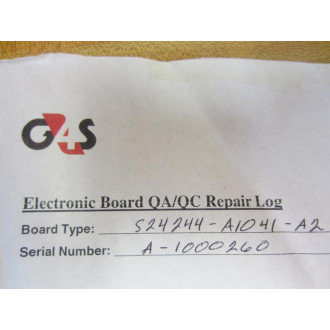 G4S
Electronic Board QA/QC Repair Log
Board Type: S24244-A1041-A2
Serial Number: A-1000260